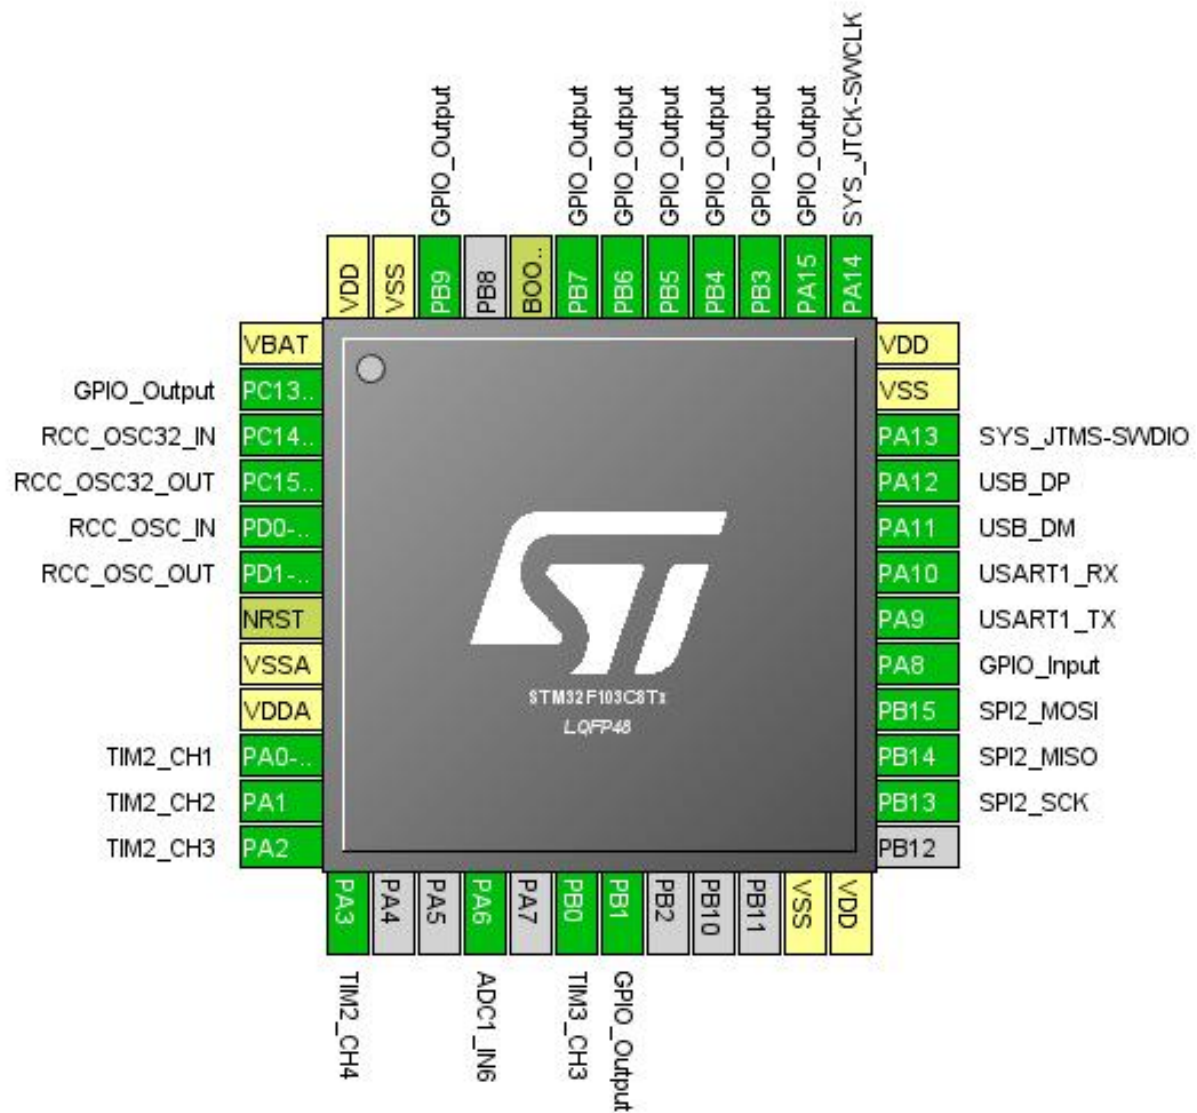 GPIO_Output
GPIO_Output
GPIO_Output
GPIO_Output
GPIO_Output
GPIO_Output
GPIO_Output
SYS_JTCK-SWCLK
VDD
VSS
PB9
PB8
BOO..
PB7
PB6
PB5
PB4
PB3
PA15
PA14
VBAT
GPIO_Output PC13..
RCC_OSC32_IN PC14..
RCC_OSC32_OUT PC15..
RCC_OSC_IN PD0-..
RCC_OSC_OUT PD1-..
NRST
VSSA
VDDA
TIM2_CH1 PA0-..
TIM2_CH2 PA1
TIM2_CH3 PA2
VDD
VSS
PA13 SYS_JTMS-SWDIO
PA12 USB_DP
PA11 USB_DM
PA10 USART1_RX
PA9 USART1_TX
PA8 GPIO_Input
PB15 SPI2_MOSI
PB14 SPI2_MISO
PB13 SPI2_SCK
PB12
ST
STM32F103C8Tx
LQFP48
PA3
PA4
PA5
PA6
PA7
PB0
PB1
PB2
PB10
PB11
VSS
VDD
TIM2_CH4
ADC1_IN6
TIM3_CH3
GPIO_Output